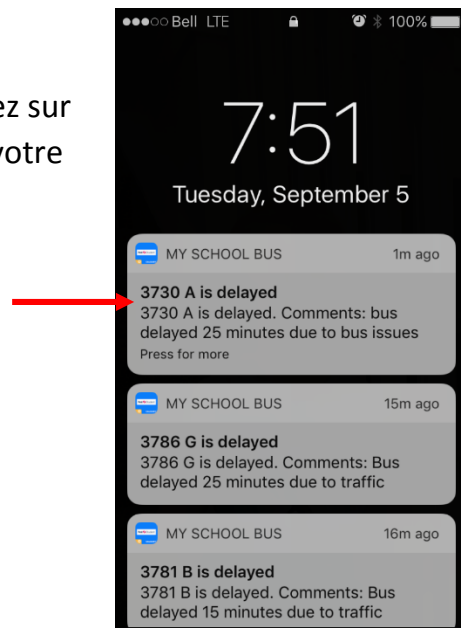 Bell LTE 100%
ez sur
votre
7:51
Tuesday, September 5
MY SCHOOL BUS 1m ago
3730 A is delayed
3730 A is delayed. Comments: bus
delayed 25 minutes due to bus issues
Press for more
MY SCHOOL BUS 15m ago
3786 G is delayed
3786 G is delayed. Comments: Bus
delayed 25 minutes due to traffic
MY SCHOOL BUS 16m ago
3781 B is delayed
3781 B is delayed. Comments: Bus
delayed 15 minutes due to traffic